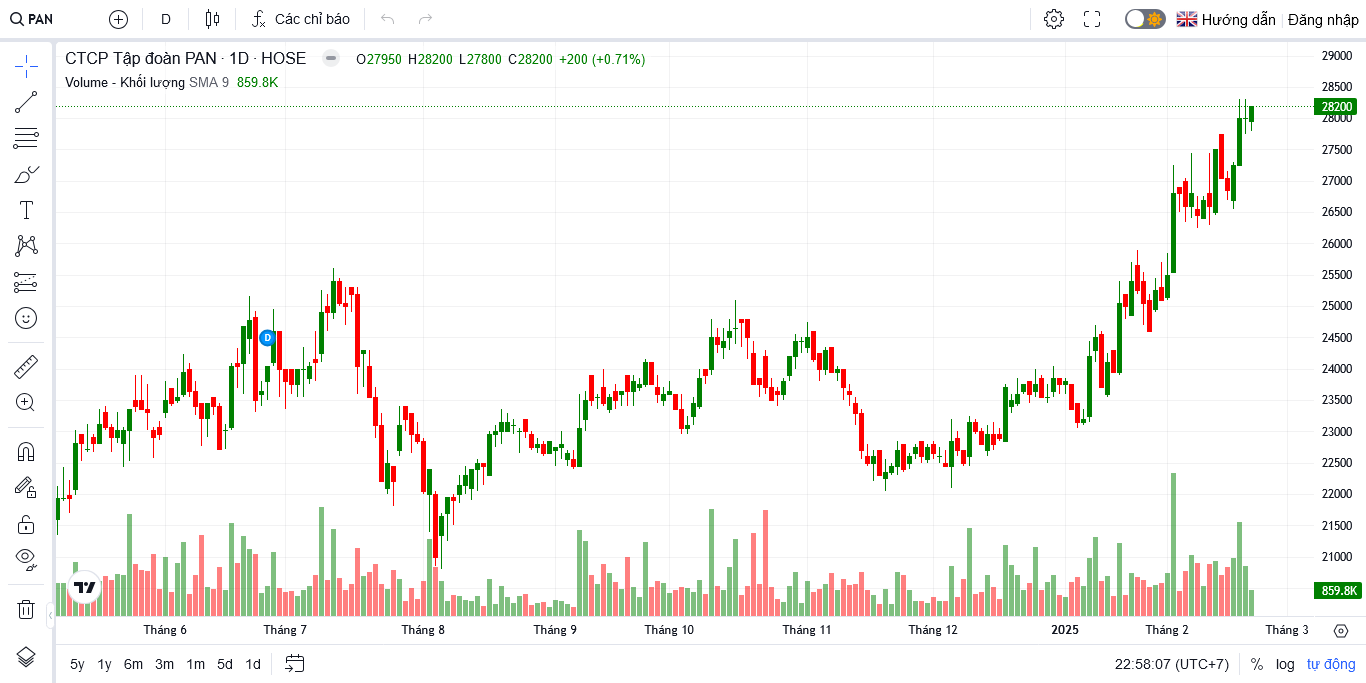 PAN D Các chỉ báo Hướng dẫn Đăng nhập
CTCP Tập đoàn PAN · 1D · HOSE O27950 H28200 L27800 C28200 +200 (+0.71%)
Volume - Khối lượng SMA 9 859.8K
29000
28500
28200
28000
27500
27000
26500
26000
25500
25000
24500
D
24000
23500
23000
22500
22000
21500
21000
859.8K
Tháng 6 Tháng 7 Tháng 8 Tháng 9 Tháng 10 Tháng 11 Tháng 12 2025 Tháng 2 Tháng 3
5y 1y 6m 3m 1m 5d 1d 22:58:07 (UTC+7) % log tự động